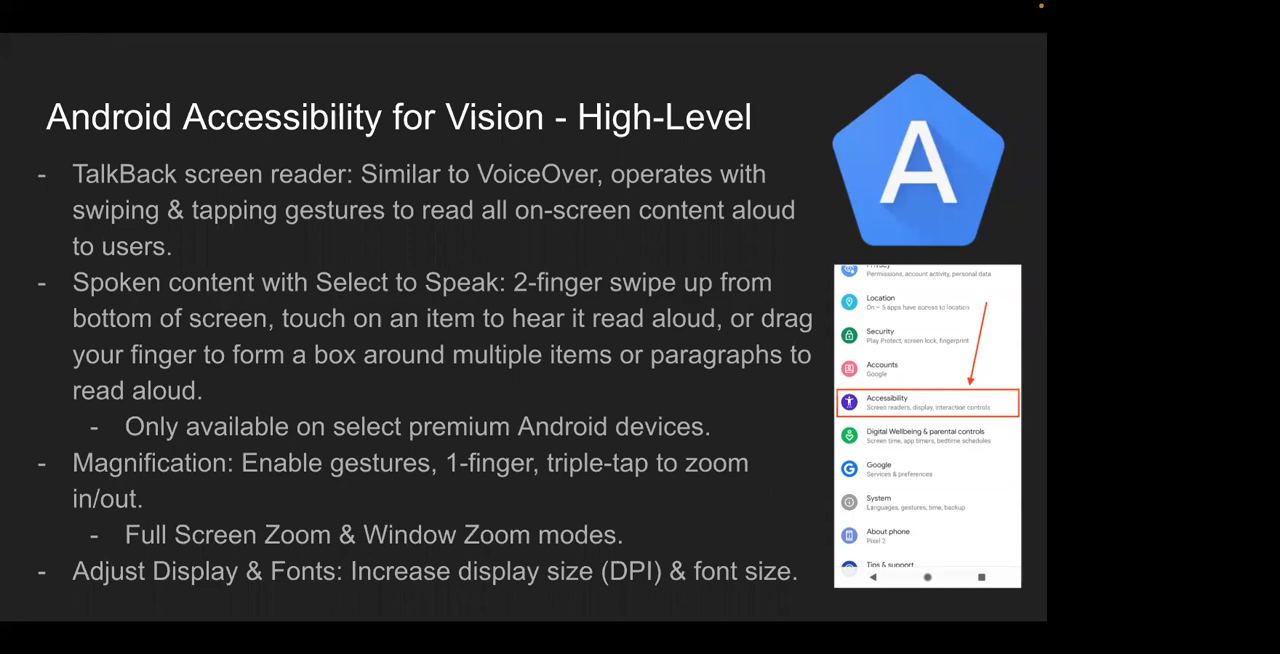 Android Accessibility for Vision - High-Level
- TalkBack screen reader: Similar to VoiceOver, operates with
swiping & tapping gestures to read all on-screen content aloud
to users.
- Spoken content with Select to Speak: 2-finger swipe up from
bottom of screen, touch on an item to hear it read aloud, or drag
your finger to form a box around multiple items or paragraphs to
read aloud.
- Only available on select premium Android devices.
- Magnification: Enable gestures, 1-finger, triple-tap to zoom
in/out.
- Full Screen Zoom & Window Zoom modes.
- Adjust Display & Fonts: Increase display size (DPI) & font size.
A
Privacy
Permissions, account activity, personal data
Location
On - 5 apps have access to location
Security
Play Protect, screen lock, fingerprint
Accounts
Google
Accessibility
Screen readers, display, interaction controls
Digital Wellbeing & parental controls
Screen time, app timers, bedtime schedules
Google
Services & preferences
System
Languages, gestures, time, backup
About phone
Pixel 2
Tips & support